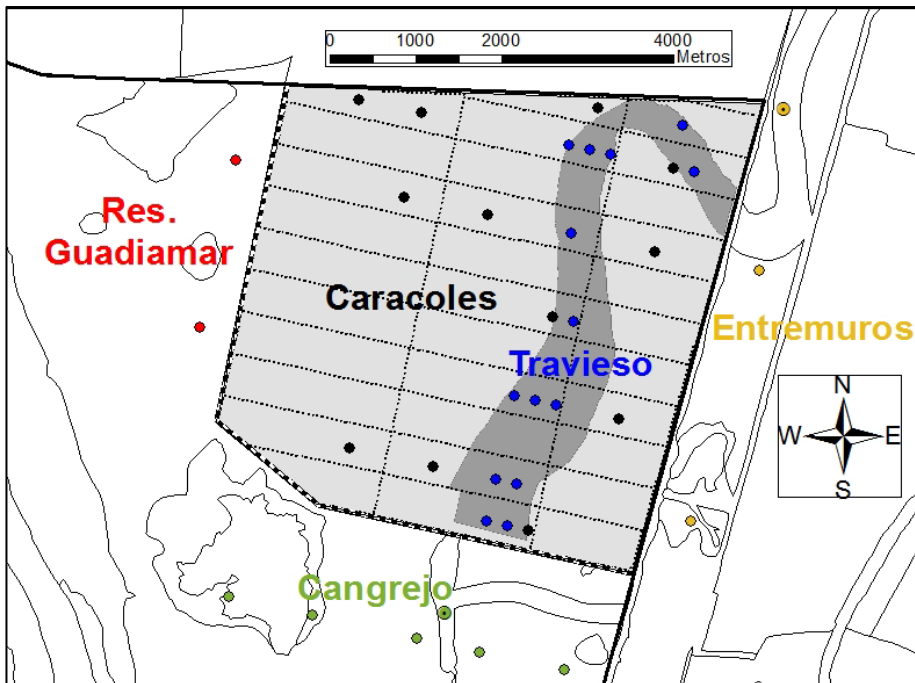 0 1000 2000 4000
Metros
Res.
Guadiamar
Caracoles
Entremuros
Travieso
N
W E
S
Cangrejo